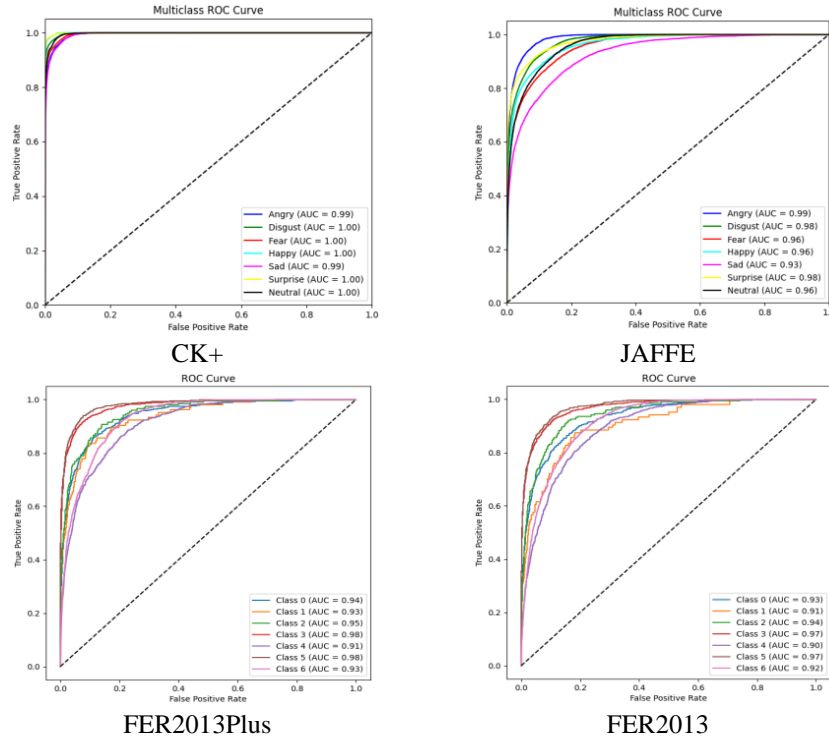 Multiclass ROC Curve
True Positive Rate
1.0
0.8
0.6
0.4
0.2
0.0
Angry (AUC = 0.99)
Disgust (AUC = 1.00)
Fear (AUC = 1.00)
Happy (AUC = 1.00)
Sad (AUC = 0.99)
Surprise (AUC = 1.00)
Neutral (AUC = 1.00)
0.0 0.2 0.4 0.6 0.8 1.0
False Positive Rate
CK+
Multiclass ROC Curve
True Positive Rate
1.0
0.8
0.6
0.4
0.2
0.0
Angry (AUC = 0.99)
Disgust (AUC = 0.98)
Fear (AUC = 0.96)
Happy (AUC = 0.96)
Sad (AUC = 0.93)
Surprise (AUC = 0.98)
Neutral (AUC = 0.96)
0.0 0.2 0.4 0.6 0.8 1.0
False Positive Rate
JAFFE
ROC Curve
True Positive Rate
1.0
0.8
0.6
0.4
0.2
0.0
Class 0 (AUC = 0.94)
Class 1 (AUC = 0.93)
Class 2 (AUC = 0.95)
Class 3 (AUC = 0.98)
Class 4 (AUC = 0.91)
Class 5 (AUC = 0.98)
Class 6 (AUC = 0.93)
0.0 0.2 0.4 0.6 0.8 1.0
False Positive Rate
FER2013Plus
ROC Curve
True Positive Rate
1.0
0.8
0.6
0.4
0.2
0.0
Class 0 (AUC = 0.93)
Class 1 (AUC = 0.91)
Class 2 (AUC = 0.94)
Class 3 (AUC = 0.97)
Class 4 (AUC = 0.90)
Class 5 (AUC = 0.97)
Class 6 (AUC = 0.92)
0.0 0.2 0.4 0.6 0.8 1.0
False Positive Rate
FER2013